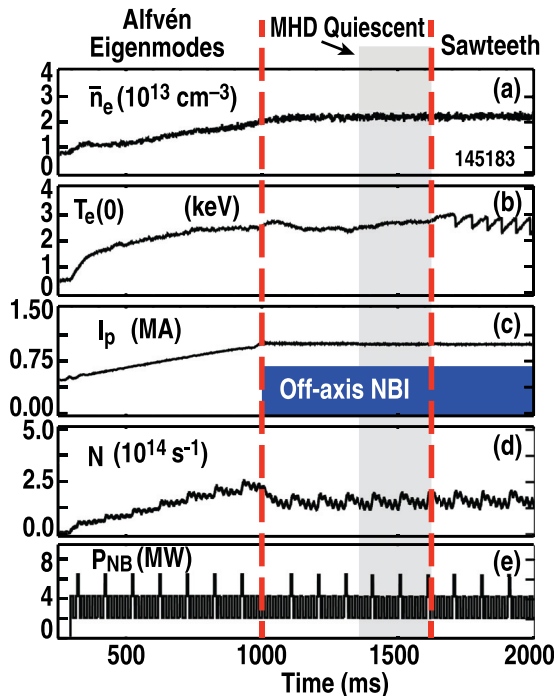 Alfvén
Eigenmodes
MHD Quiescent
Sawteeth
4
3
2
1
0
n̄e (10¹³ cm⁻³)
(a)
145183
4
3
2
1
0
Te(0) (keV)
(b)
1.50
0.75
0.00
Ip (MA)
(c)
Off-axis NBI
5.0
2.5
0.0
N (10¹⁴ s⁻¹)
(d)
8
4
0
PNB (MW)
(e)
500 1000 1500 2000
Time (ms)